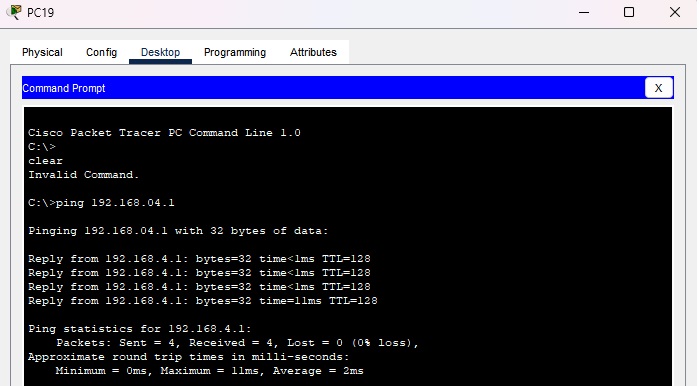 PC19
Physical Config Desktop Programming Attributes
Command Prompt X
Cisco Packet Tracer PC Command Line 1.0
C:\>
clear
Invalid Command.
C:\>ping 192.168.04.1
Pinging 192.168.04.1 with 32 bytes of data:
Reply from 192.168.4.1: bytes=32 time<1ms TTL=128
Reply from 192.168.4.1: bytes=32 time<1ms TTL=128
Reply from 192.168.4.1: bytes=32 time<1ms TTL=128
Reply from 192.168.4.1: bytes=32 time=11ms TTL=128
Ping statistics for 192.168.4.1:
Packets: Sent = 4, Received = 4, Lost = 0 (0% loss),
Approximate round trip times in milli-seconds:
Minimum = 0ms, Maximum = 11ms, Average = 2ms